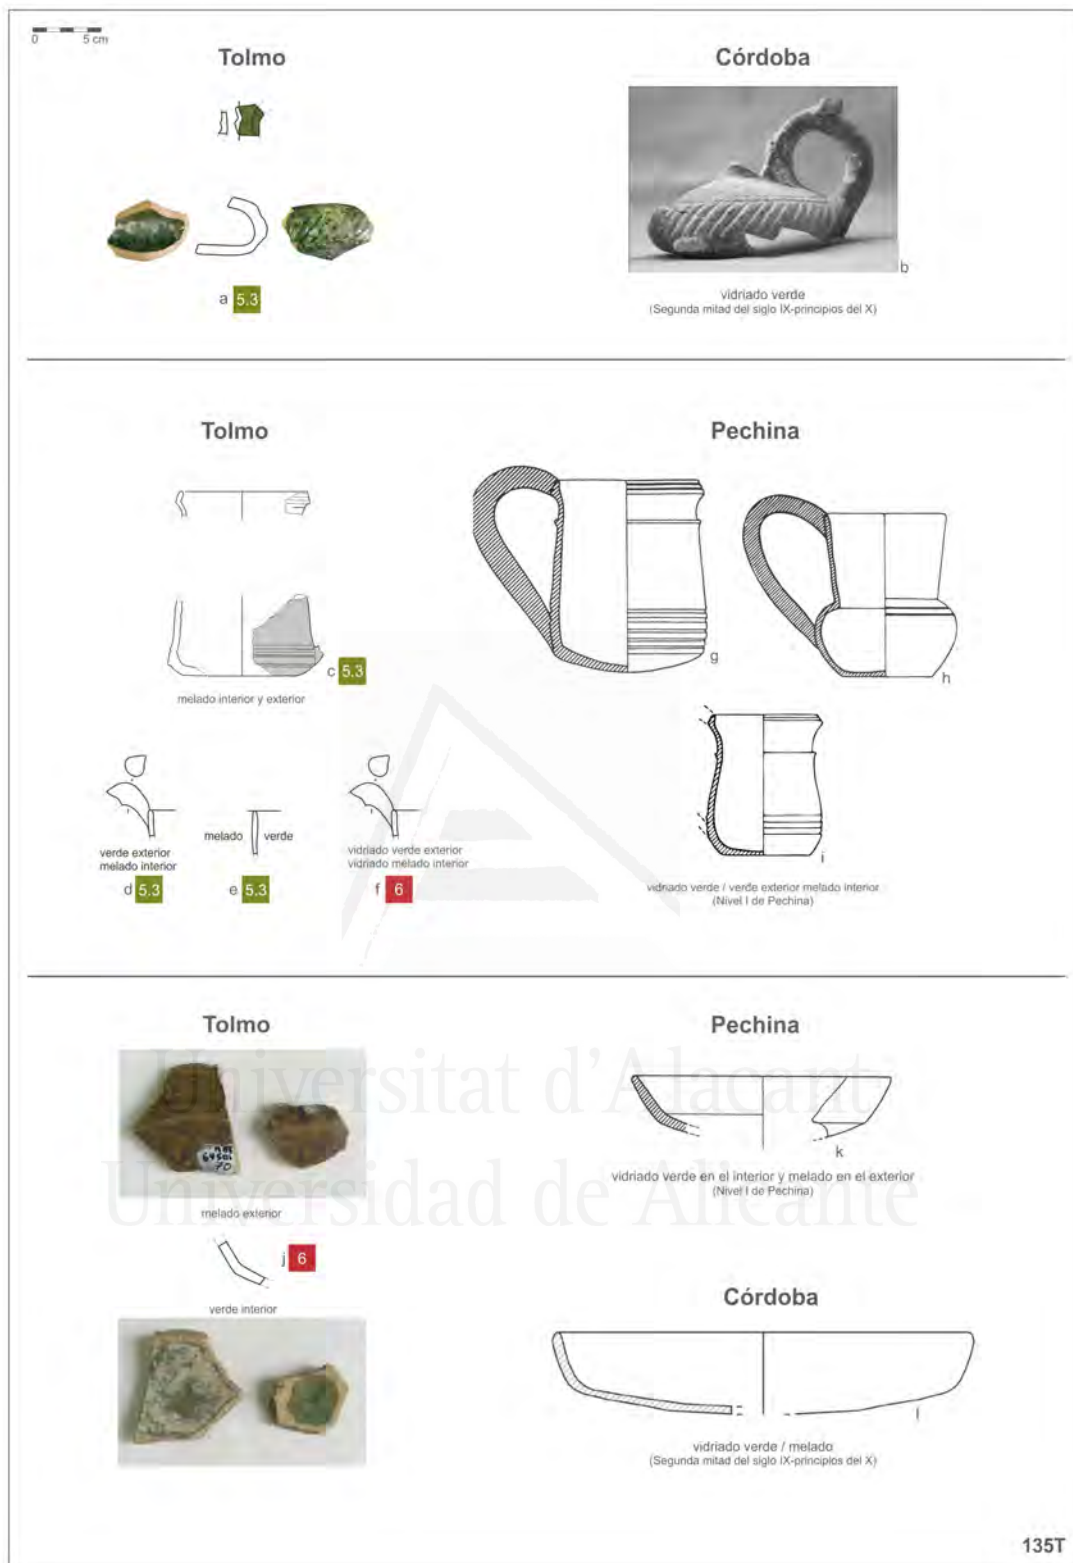 0 5 cm
Tolmo
Córdoba
a 5.3
b
vidriado verde
(Segunda mitad del siglo IX-principios del X)
Tolmo
Pechina
g
h
c 5.3
melado interior y exterior
melado verde
verde exterior
melado interior
d 5.3
e 5.3
vidriado verde exterior
vidriado melado interior
f 6
i
vidriado verde / verde exterior melado interior
(Nivel I de Pechina)
Tolmo
Pechina
k
vidriado verde en el interior y melado en el exterior
(Nivel I de Pechina)
Universitat d'Alacant
Universidad de Alicante
70
melado exterior
j 6
verde interior
Córdoba
l
vidriado verde / melado
(Segunda mitad del siglo IX-principios del X)
135T